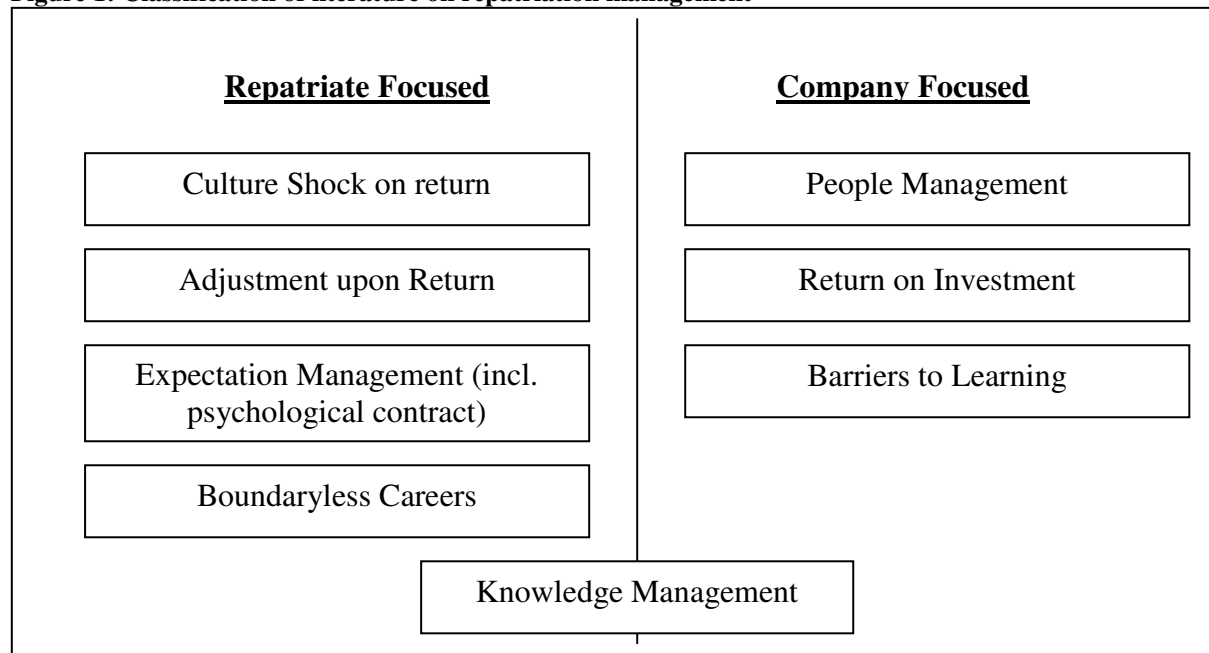 Figure 1: Classification of literature on repatriation management
Repatriate Focused
Culture Shock on return
Adjustment upon Return
Expectation Management (incl.
psychological contract)
Boundaryless Careers
Company Focused
People Management
Return on Investment
Barriers to Learning
Knowledge Management